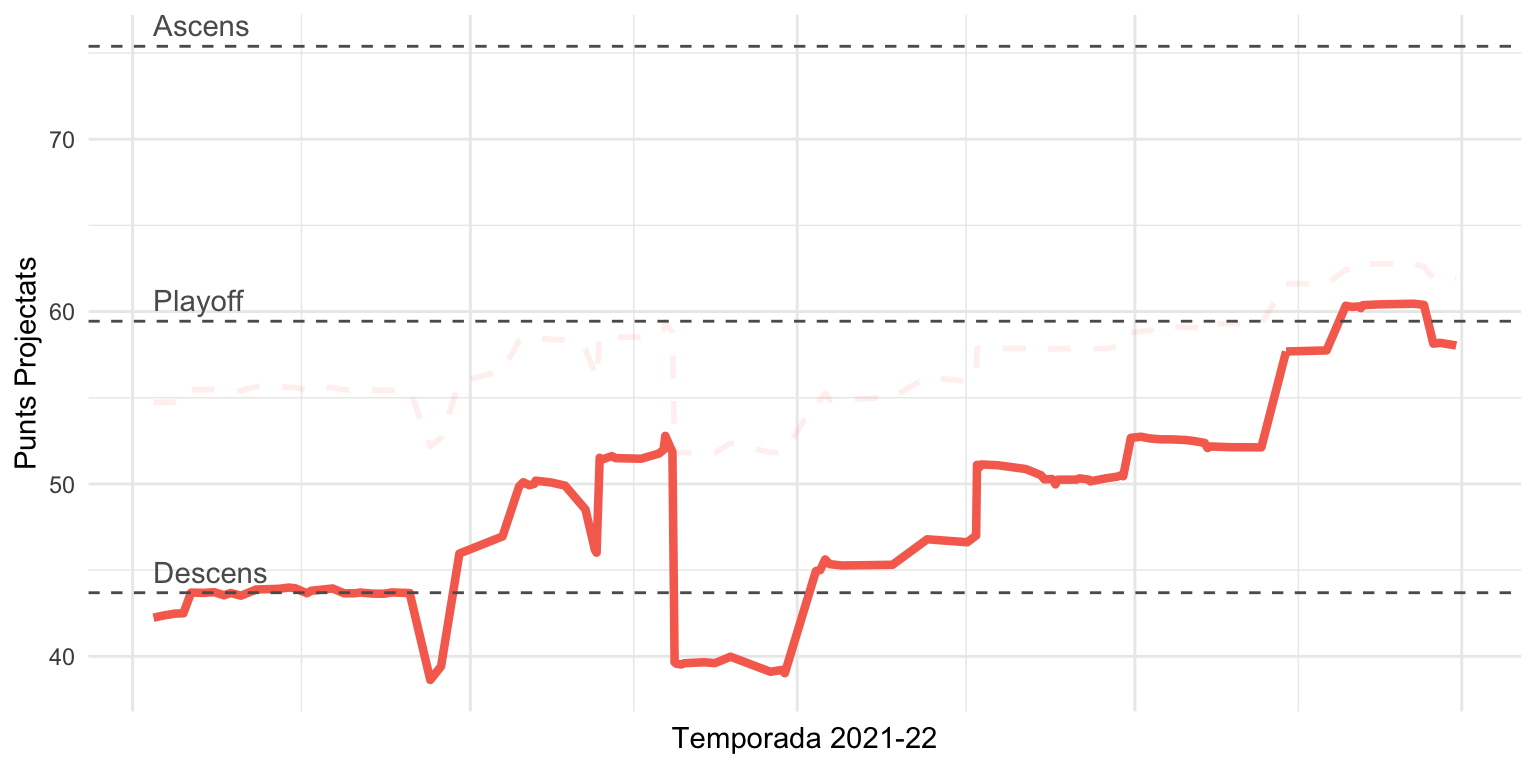 Ascens
70
Playoff
60
50
Descens
40
Punts Projectats
Temporada 2021-22